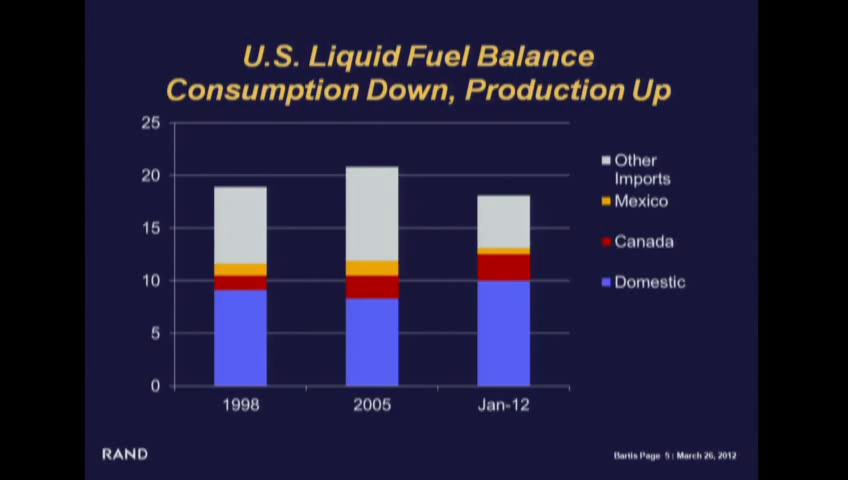 U.S. Liquid Fuel Balance
Consumption Down, Production Up
25
20
15
10
5
0
1998
2005
Jan-12
Other
Imports
Mexico
Canada
Domestic
RAND
Bartis Page 5 : March 26, 2012